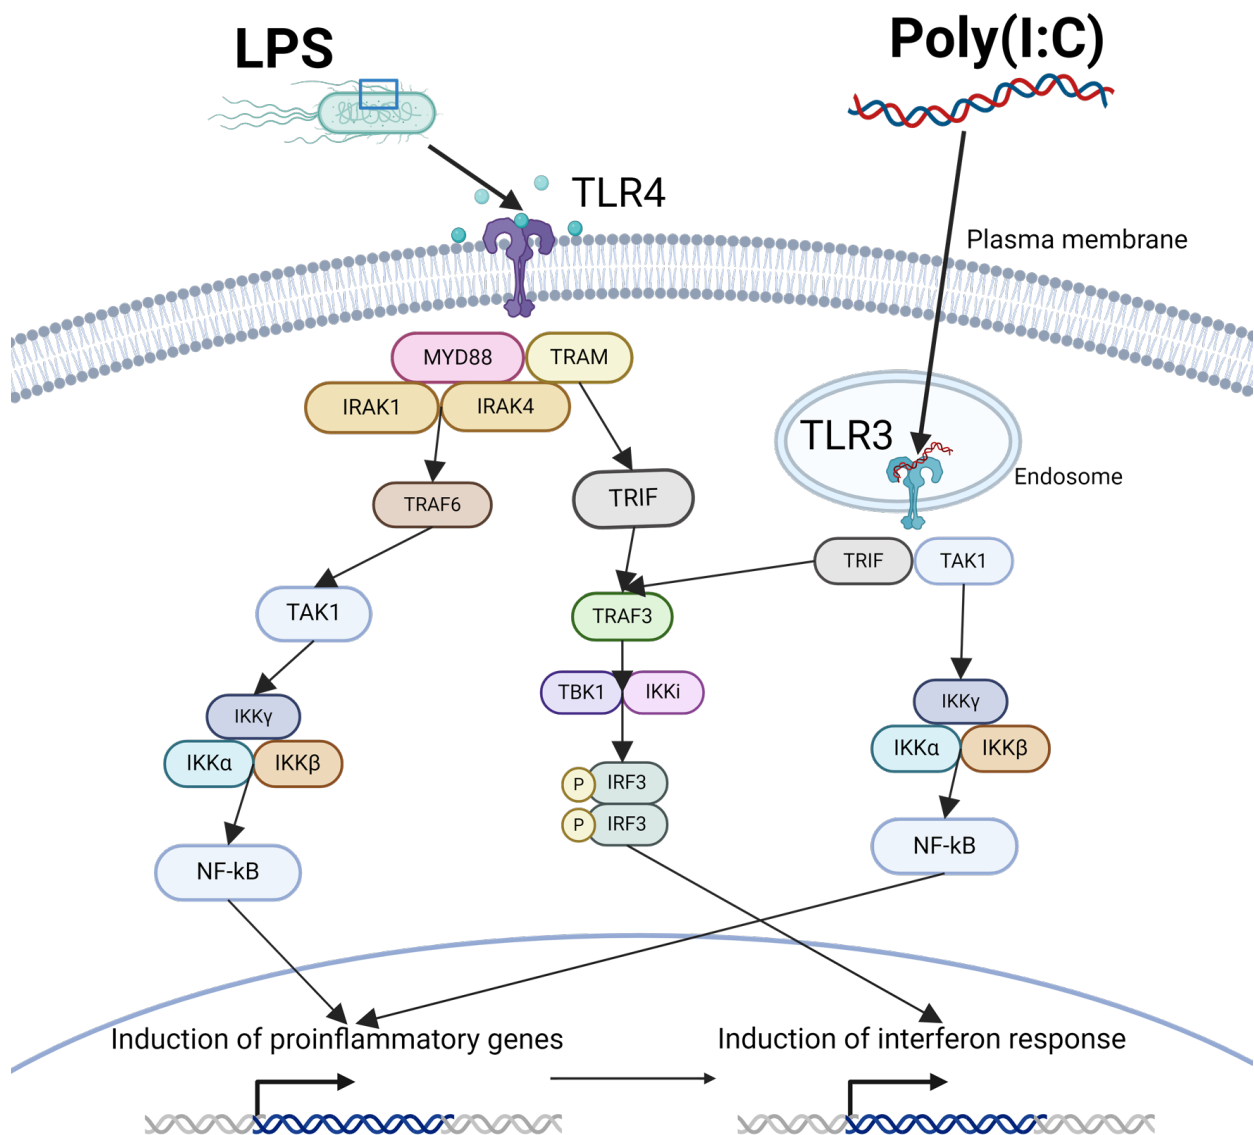 LPS
Poly(I:C)
TLR4
Plasma membrane
MYD88
TRAM
IRAK1
IRAK4
TLR3
Endosome
TRAF6
TRIF
TRIF
TAK1
TAK1
TRAF3
TBK1
IKKi
IKKγ
IKKα
IKKβ
IKKγ
IKKα
IKKβ
P
IRF3
P
IRF3
NF-kB
NF-kB
Induction of proinflammatory genes
Induction of interferon response